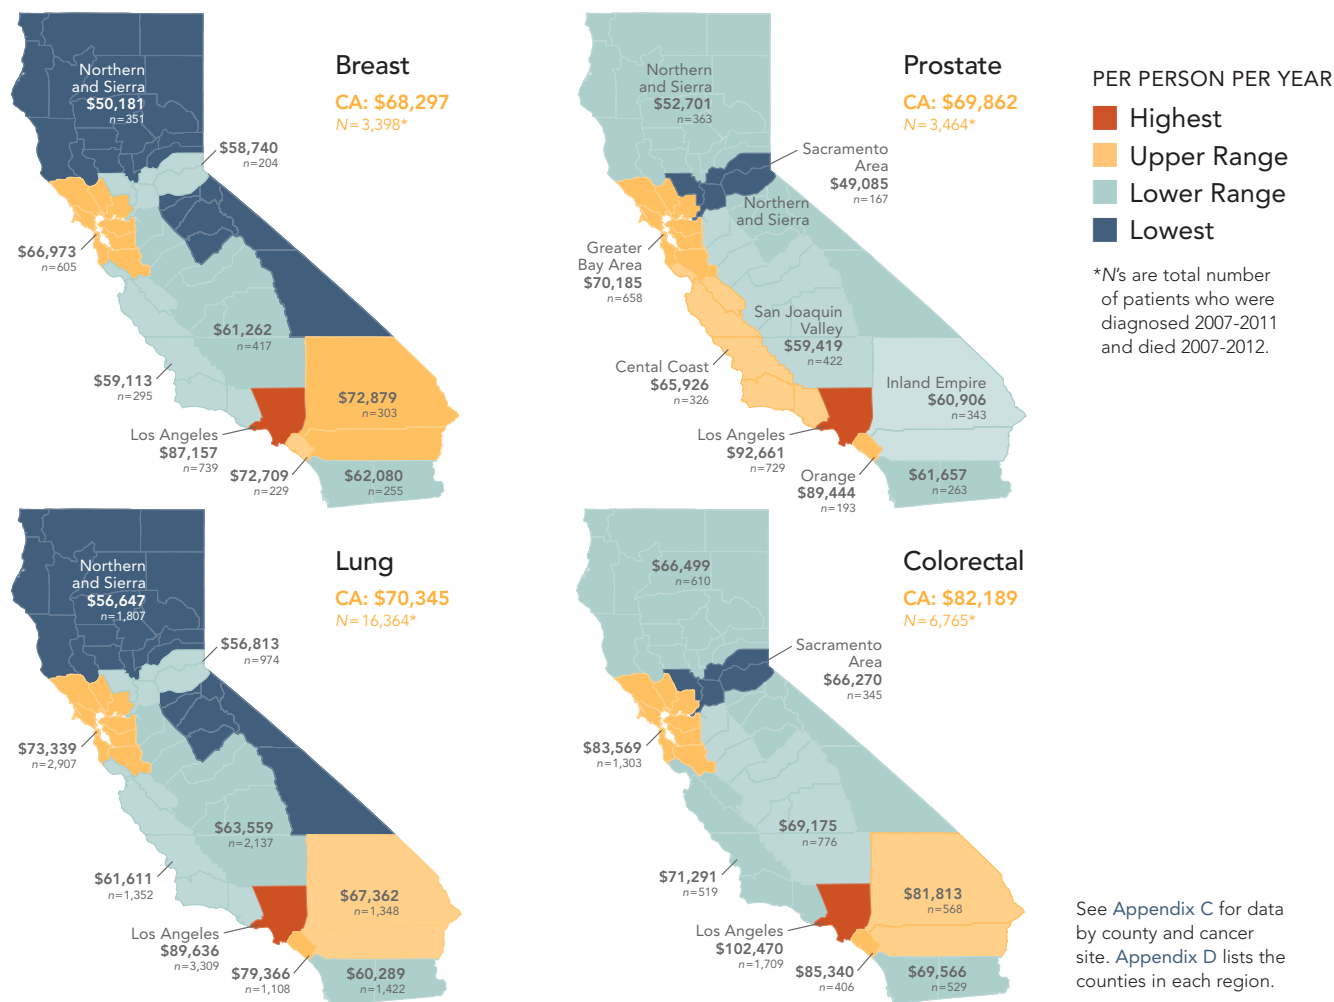 Breast
CA: $68,297
N=3,398*
Northern
and Sierra
$50,181
n=351
$58,740
n=204
$66,973
n=605
$61,262
n=417
$59,113
n=295
$72,879
n=303
Los Angeles
$87,157
n=739
$72,709
n=229
$62,080
n=255
Prostate
CA: $69,862
N=3,464*
Northern
and Sierra
$52,701
n=363
Sacramento
Area
$49,085
n=167
Northern
and Sierra
Greater
Bay Area
$70,185
n=658
San Joaquin
Valley
$59,419
n=422
Cental Coast
$65,926
n=326
Inland Empire
$60,906
n=343
Los Angeles
$92,661
n=729
Orange
$89,444
n=193
$61,657
n=263
PER PERSON PER YEAR
Highest
Upper Range
Lower Range
Lowest
*N's are total number
of patients who were
diagnosed 2007-2011
and died 2007-2012.
Lung
CA: $70,345
N=16,364*
Northern
and Sierra
$56,647
n=1,807
$56,813
n=974
$73,339
n=2,907
$63,559
n=2,137
$61,611
n=1,352
$67,362
n=1,348
Los Angeles
$89,636
n=3,309
$79,366
n=1,108
$60,289
n=1,422
Colorectal
CA: $82,189
N=6,765*
$66,499
n=610
Sacramento
Area
$66,270
n=345
$83,569
n=1,303
$69,175
n=776
$71,291
n=519
$81,813
n=568
Los Angeles
$102,470
n=1,709
$85,340
n=406
$69,566
n=529
See Appendix C for data
by county and cancer
site. Appendix D lists the
counties in each region.